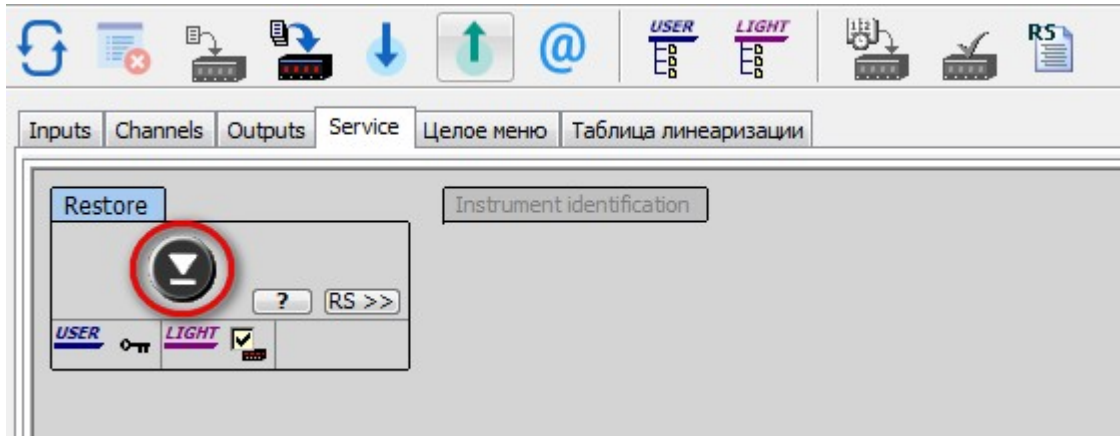 @ USER LIGHT RS
Inputs Channels Outputs Service Целое меню Таблица линеаризации
Restore Instrument identification
? RS >>
USER LIGHT